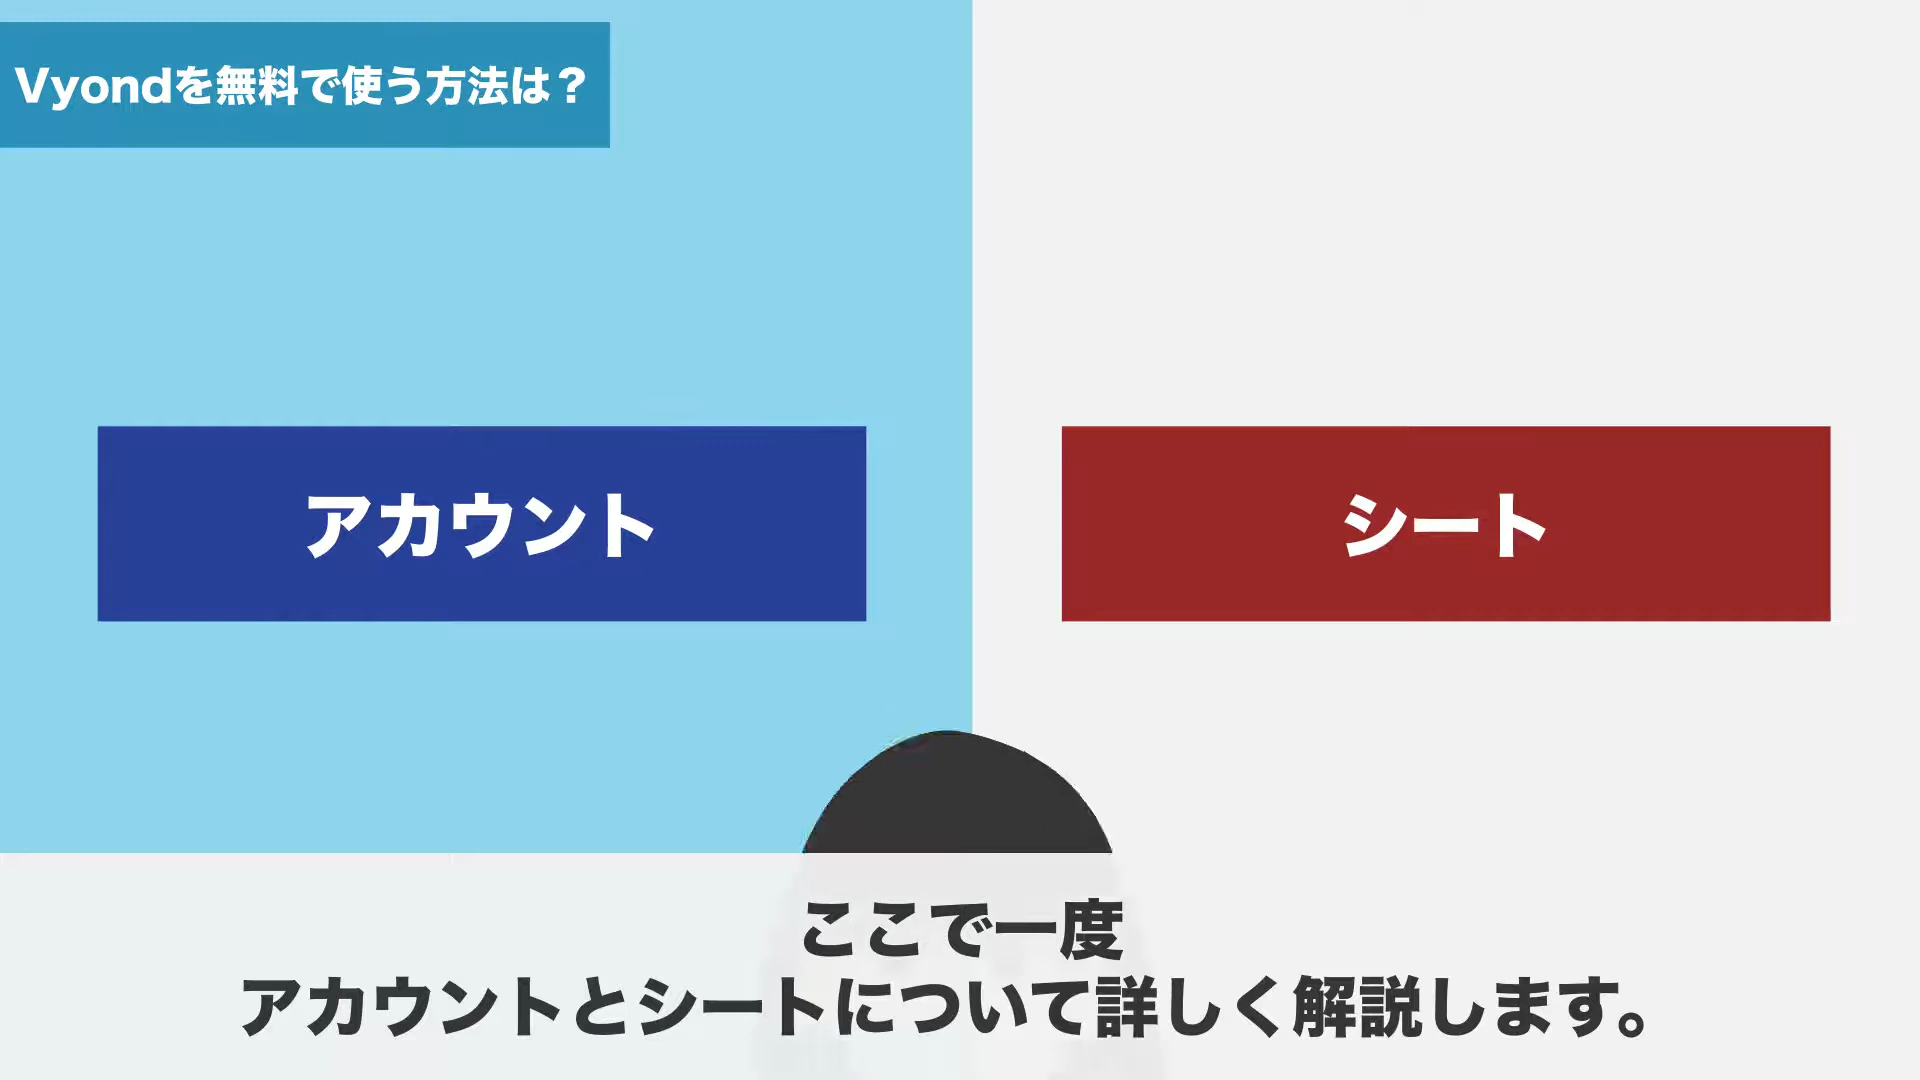 Vyondを無料で使う方法は？
アカウント
シート
ここで一度
アカウントとシートについて詳しく解説します。